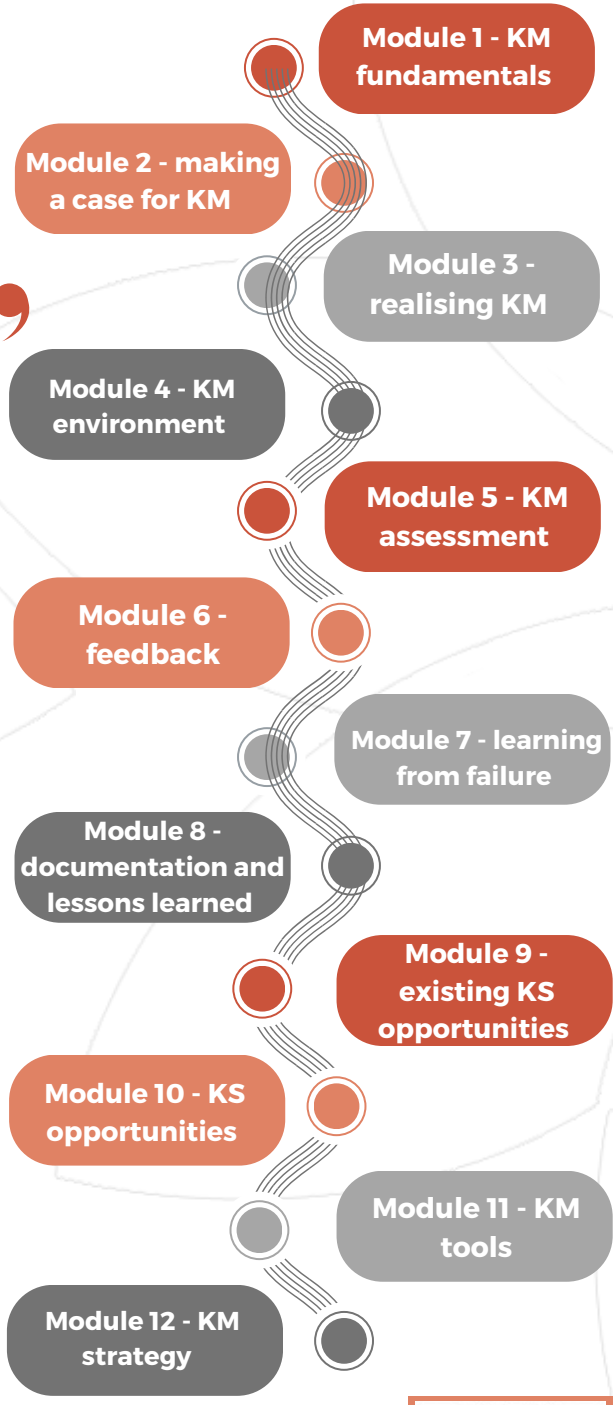 Module 1 - KM
fundamentals
Module 2 - making
a case for KM
Module 3 -
realising KM
Module 4 - KM
environment
Module 5 - KM
assessment
Module 6 -
feedback
Module 7 - learning
from failure
Module 8 -
documentation and
lessons learned
Module 9 -
existing KS
opportunities
Module 10 - KS
opportunities
Module 11 - KM
tools
Module 12 - KM
strategy